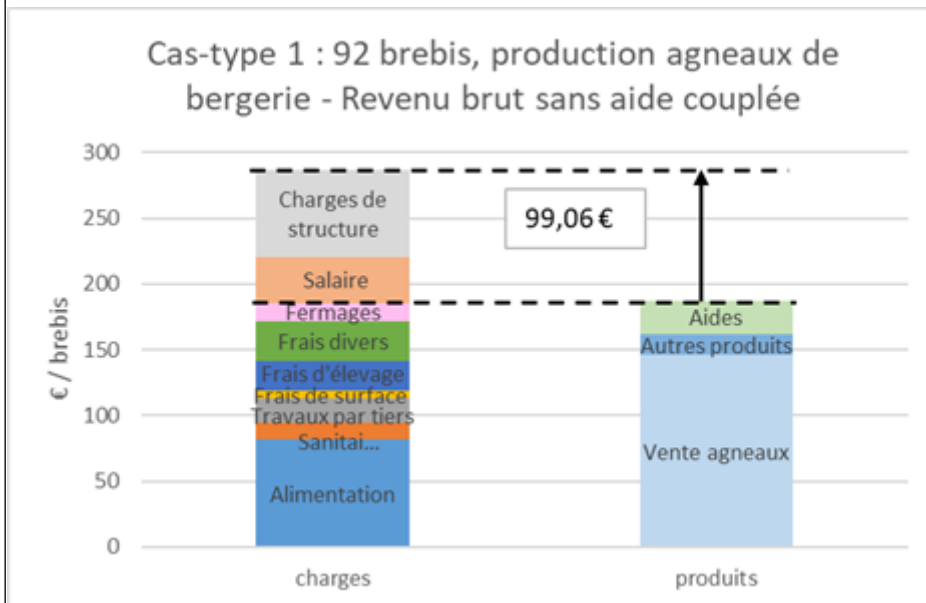 Cas-type 1 : 92 brebis, production agneaux de
bergerie - Revenu brut sans aide couplée
€ / brebis
300
250
200
150
100
50
0
Charges de
structure
Salaire
Fermages
Frais divers
Frais d'élevage
Frais de surface
Travaux par tiers
Sanitai...
Alimentation
99,06 €
Aides
Autres produits
Vente agneaux
charges
produits